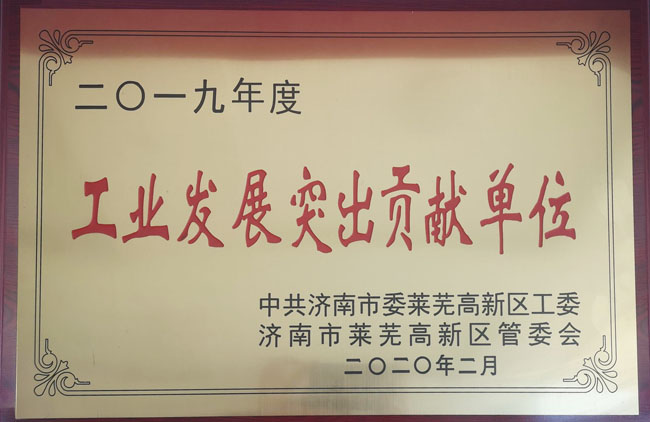 二〇一九年度
工业发展突出贡献单位
中共济南市委莱芜高新区工委
济南市莱芜高新区管委会
二〇二〇年二月